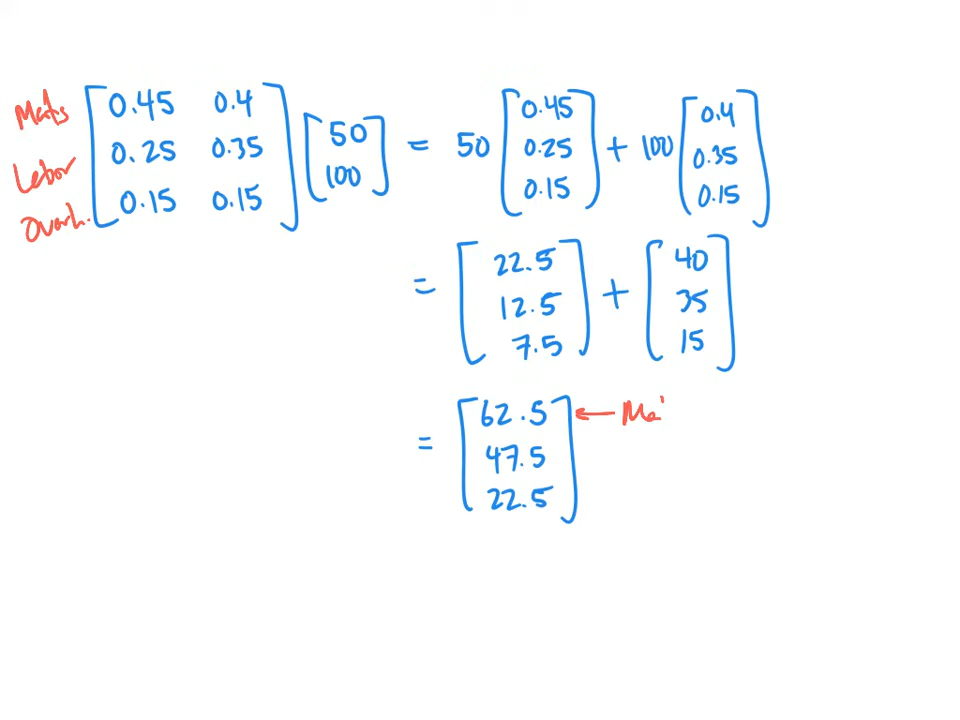 Mats [0.45 0.4] [50] = 50 [0.45] + 100 [0.4]
Labor [0.25 0.35] [100] [0.25] [0.35]
Overh. [0.15 0.15] [0.15] [0.15]
= [22.5] + [40]
[12.5] [35]
[7.5] [15]
= [62.5] ←
[47.5]
[22.5]